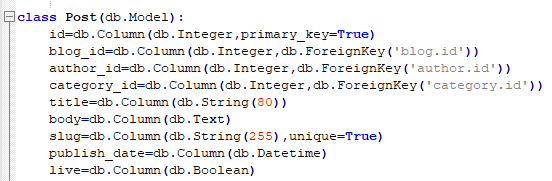 class Post(db.Model):
    id=db.Column(db.Integer,primary_key=True)
    blog_id=db.Column(db.Integer,db.ForeignKey('blog.id'))
    author_id=db.Column(db.Integer,db.ForeignKey('author.id'))
    category_id=db.Column(db.Integer,db.ForeignKey('category.id'))
    title=db.Column(db.String(80))
    body=db.Column(db.Text)
    slug=db.Column(db.String(255),unique=True)
    publish_date=db.Column(db.Datetime)
    live=db.Column(db.Boolean)